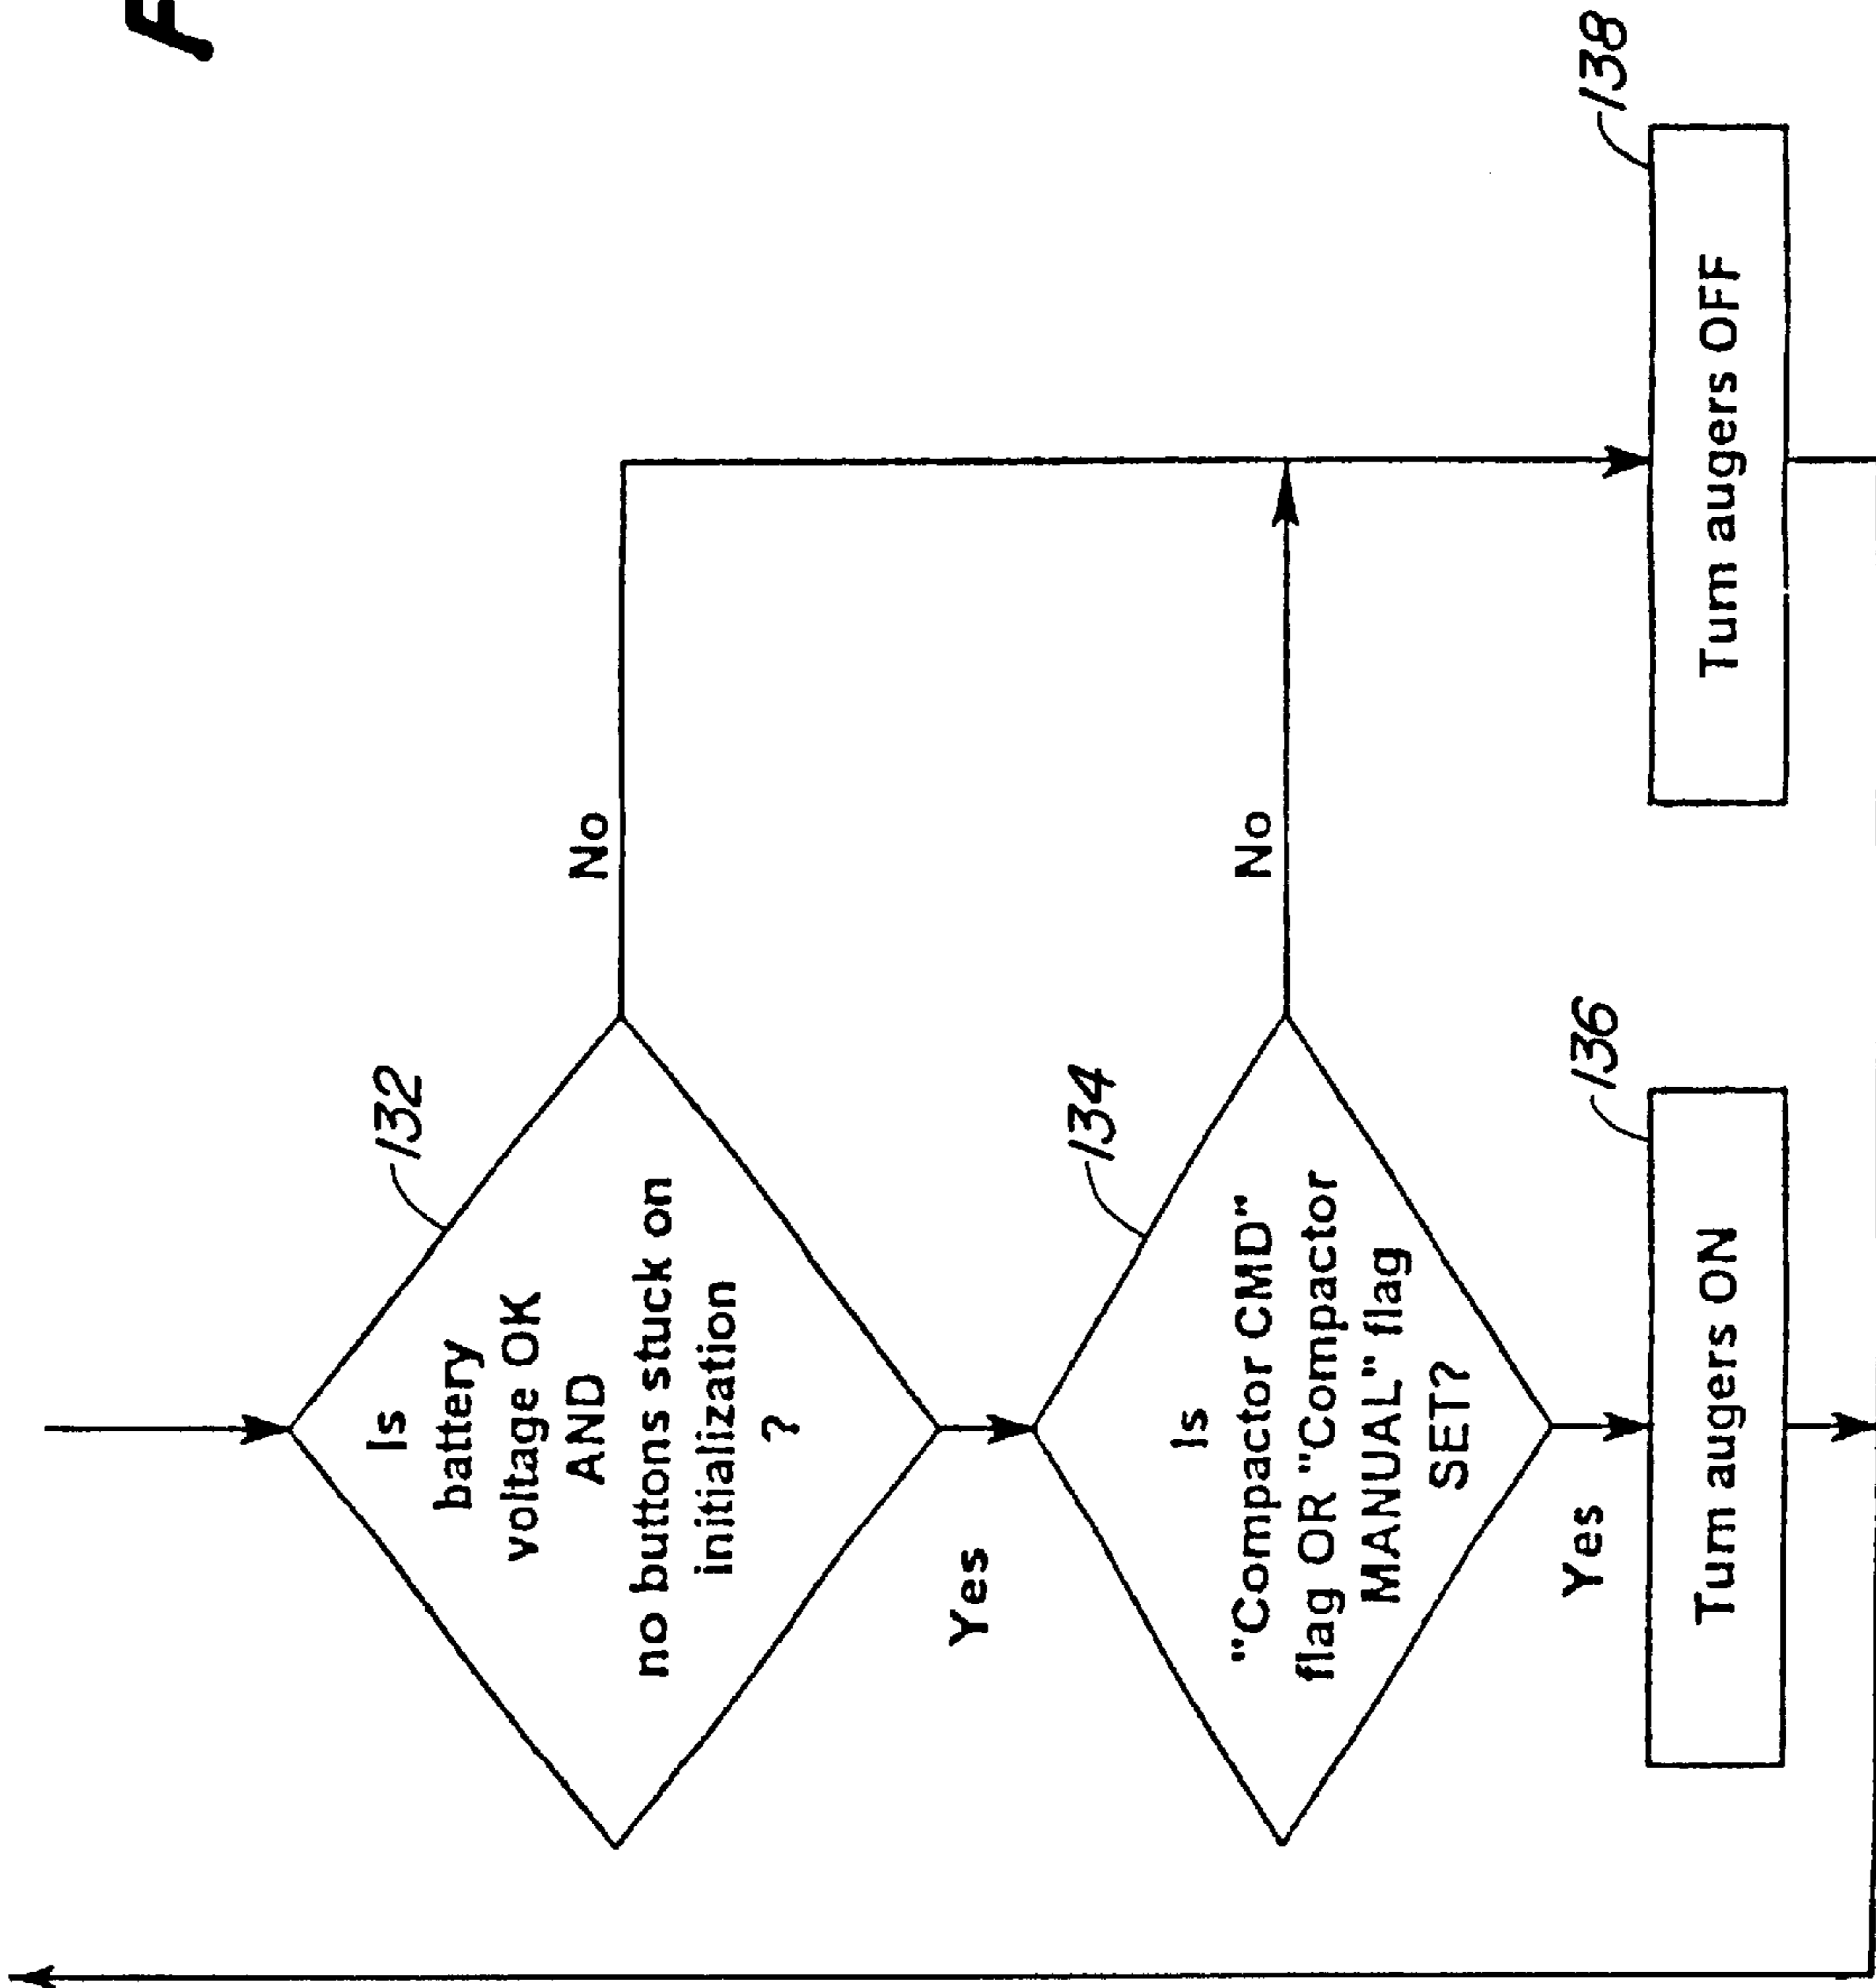 132
Is
battery
voltage OK
AND
no buttons stuck on
initialization
?
No
Yes
134
Is
"Compactor CMD"
flag OR "Compactor
MANUAL" flag
SET?
No
Yes
136
Turn augers ON
138
Turn augers OFF